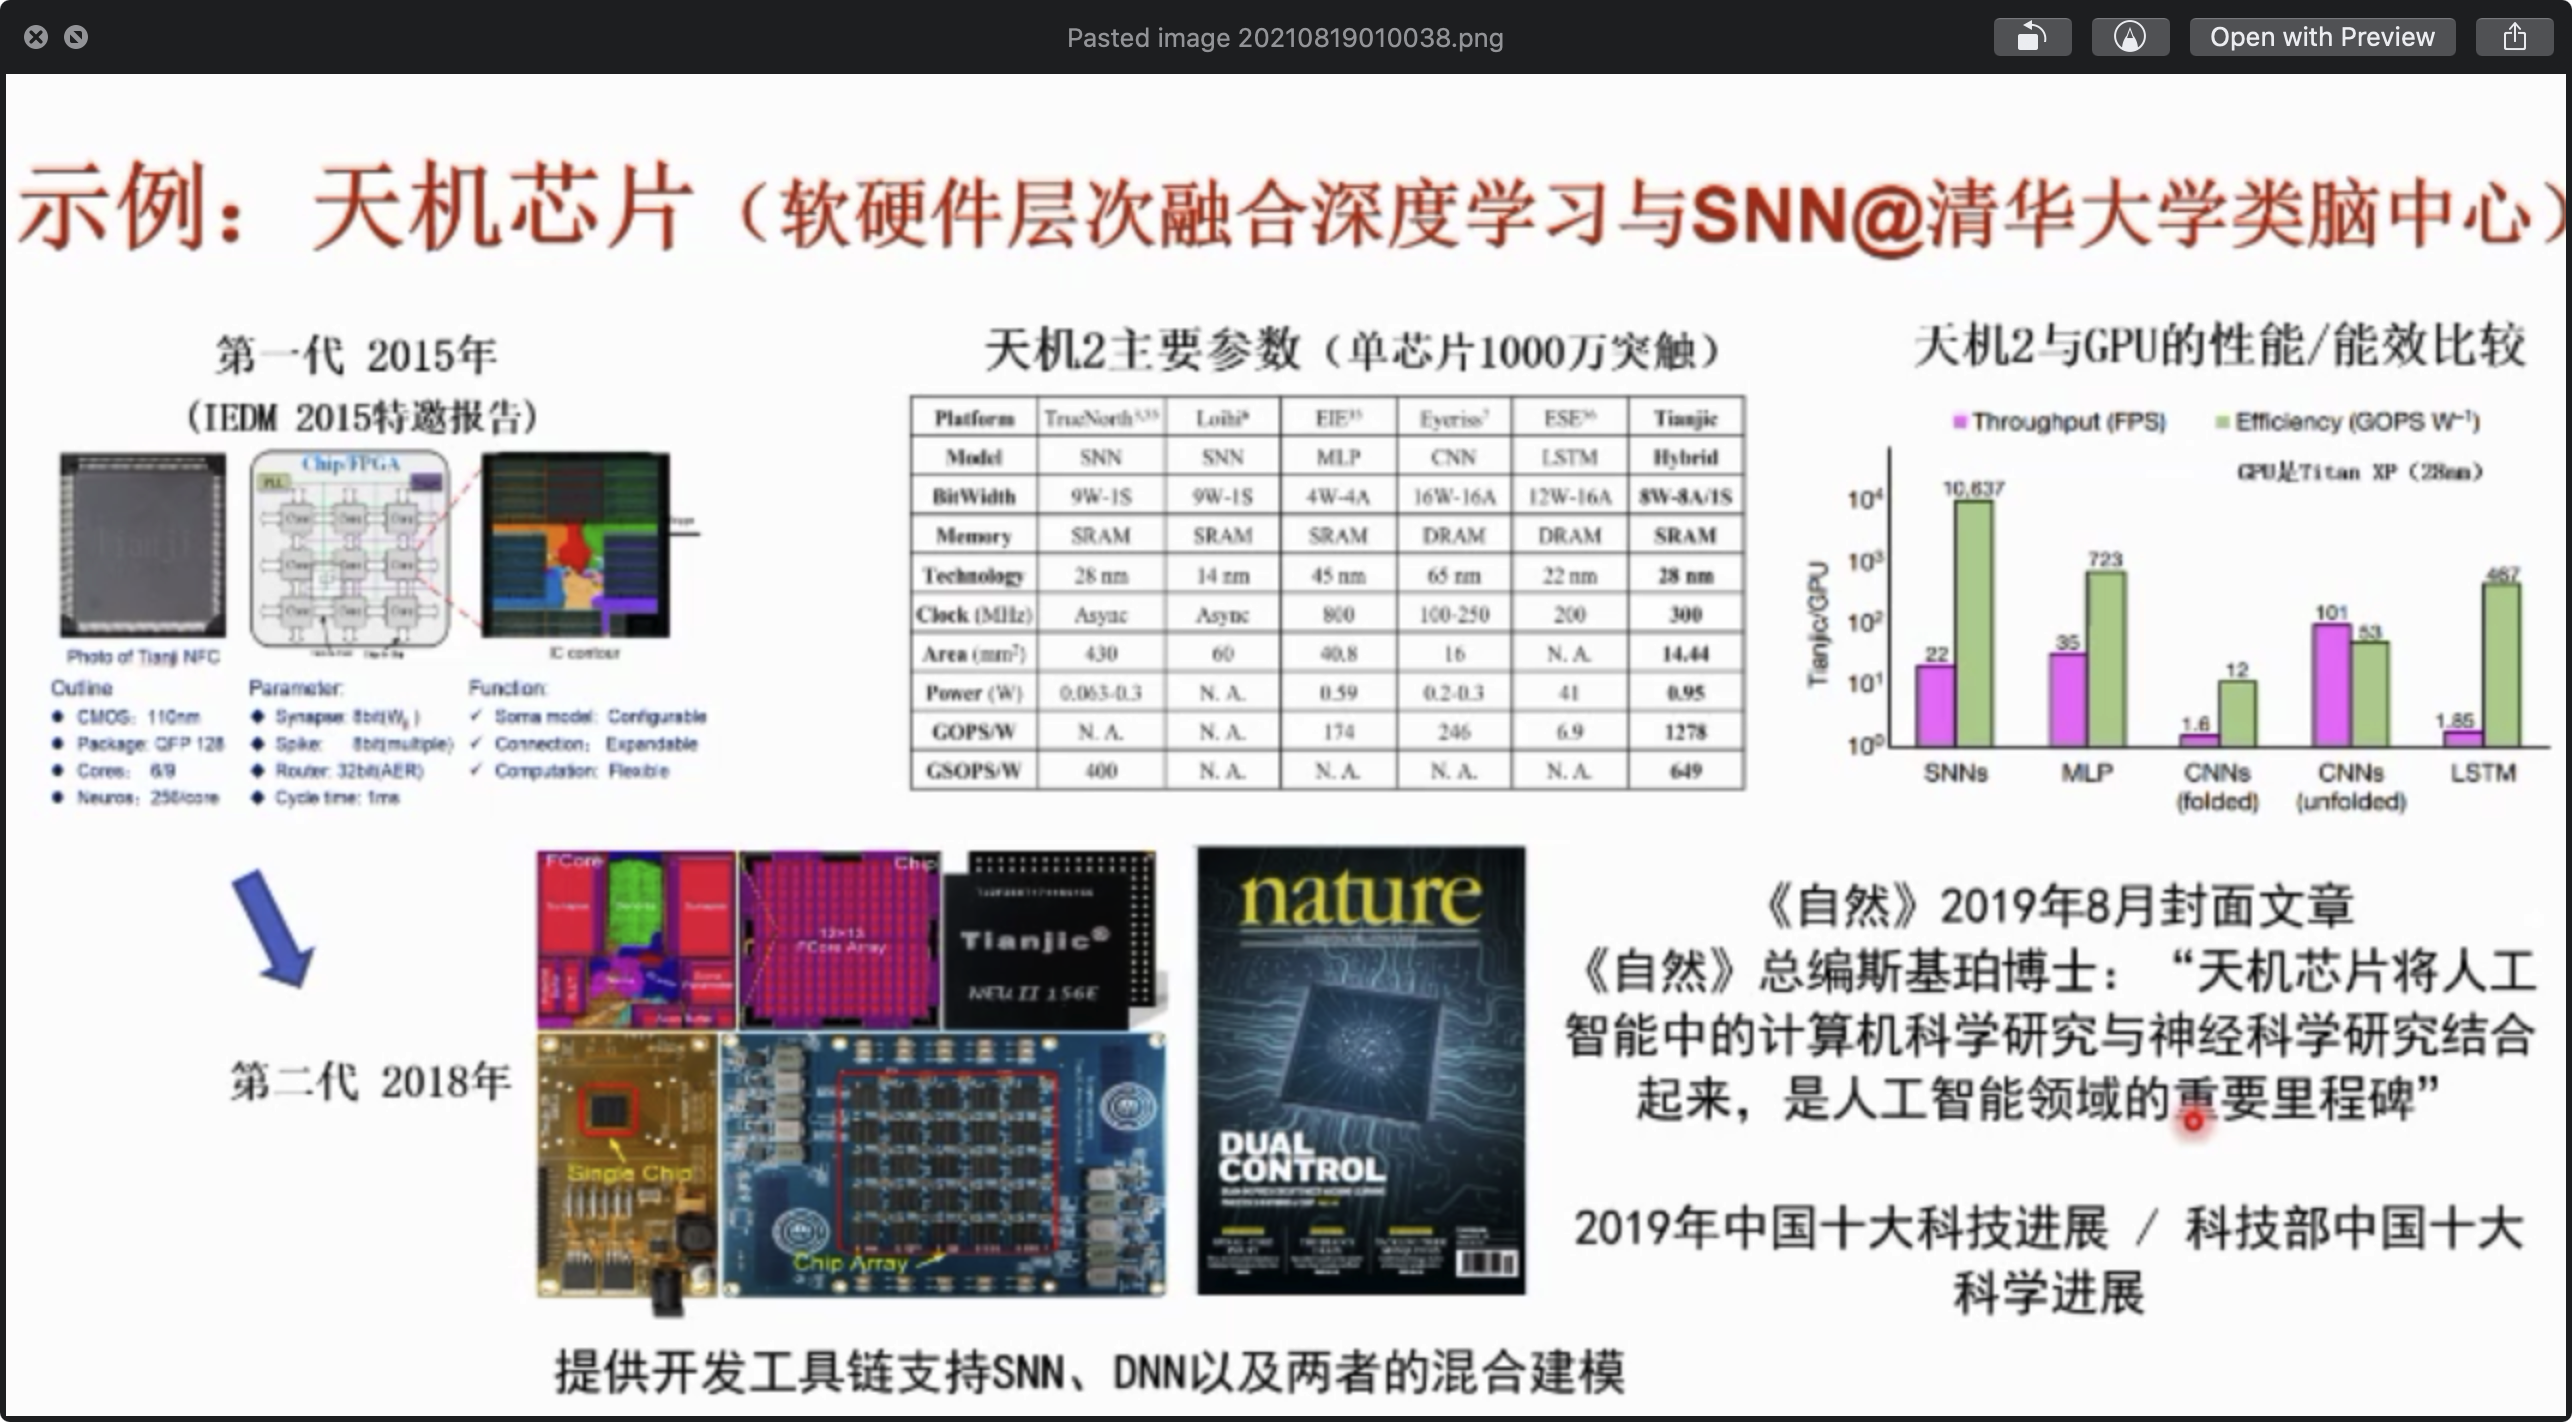 Pasted image 20210819010038.png
Open with Preview
示例：天机芯片（软硬件层次融合深度学习与SNN@清华大学类脑中心）
第一代 2015年
(IEDM 2015特邀报告)
Chip/FPGA
PLL
Core Core Core
Core Core Core
Core Core Core
Photo of Tianji NFC
IC contour
Outline
● CMOS: 110nm
● Package: QFP 128
● Cores: 6/9
● Neuros: 256/core
Parameter:
◆ Synapse: 8bit(W )
◆ Spike: 8bit(multiple)
◆ Router: 32bit(AER)
◆ Cycle time: 1ms
Function:
✓ Soma model: Configurable
✓ Connection: Expandable
✓ Computation: Flexible
天机2主要参数（单芯片1000万突触）
Platform TrueNorth Loihi EIE Eyeriss ESE Tianjic
Model SNN SNN MLP CNN LSTM Hybrid
BitWidth 9W-1S 9W-1S 4W-4A 16W-16A 12W-16A 8W-8A/1S
Memory SRAM SRAM SRAM DRAM DRAM SRAM
Technology 28 nm 14 nm 45 nm 65 nm 22 nm 28 nm
Clock (MHz) Async Async 800 100-250 200 300
Area (mm²) 430 60 40.8 16 N. A. 14.44
Power (W) 0.063-0.3 N. A. 0.59 0.2-0.3 41 0.95
GOPS/W N. A. N. A. 174 246 6.9 1278
GSOPS/W 400 N. A. N. A. N. A. N. A. 649
天机2与GPU的性能/能效比较
Throughput (FPS) Efficiency (GOPS W⁻¹)
GPU是Titan XP（28nm）
Tianjic/GPU
10⁴
10³
10²
10¹
10⁰
22 10,637
35 723
1.6 12
101 53
1.85 467
SNNs MLP CNNs (folded) CNNs (unfolded) LSTM
第二代 2018年
FCore
Chip
FCore Array
Tianjic®
NEU II 156E
Single Chip
Chip Array
nature
DUAL
CONTROL
《自然》2019年8月封面文章
《自然》总编斯基珀博士：“天机芯片将人工
智能中的计算机科学研究与神经科学研究结合
起来，是人工智能领域的重要里程碑”
2019年中国十大科技进展 / 科技部中国十大
科学进展
提供开发工具链支持SNN、DNN以及两者的混合建模